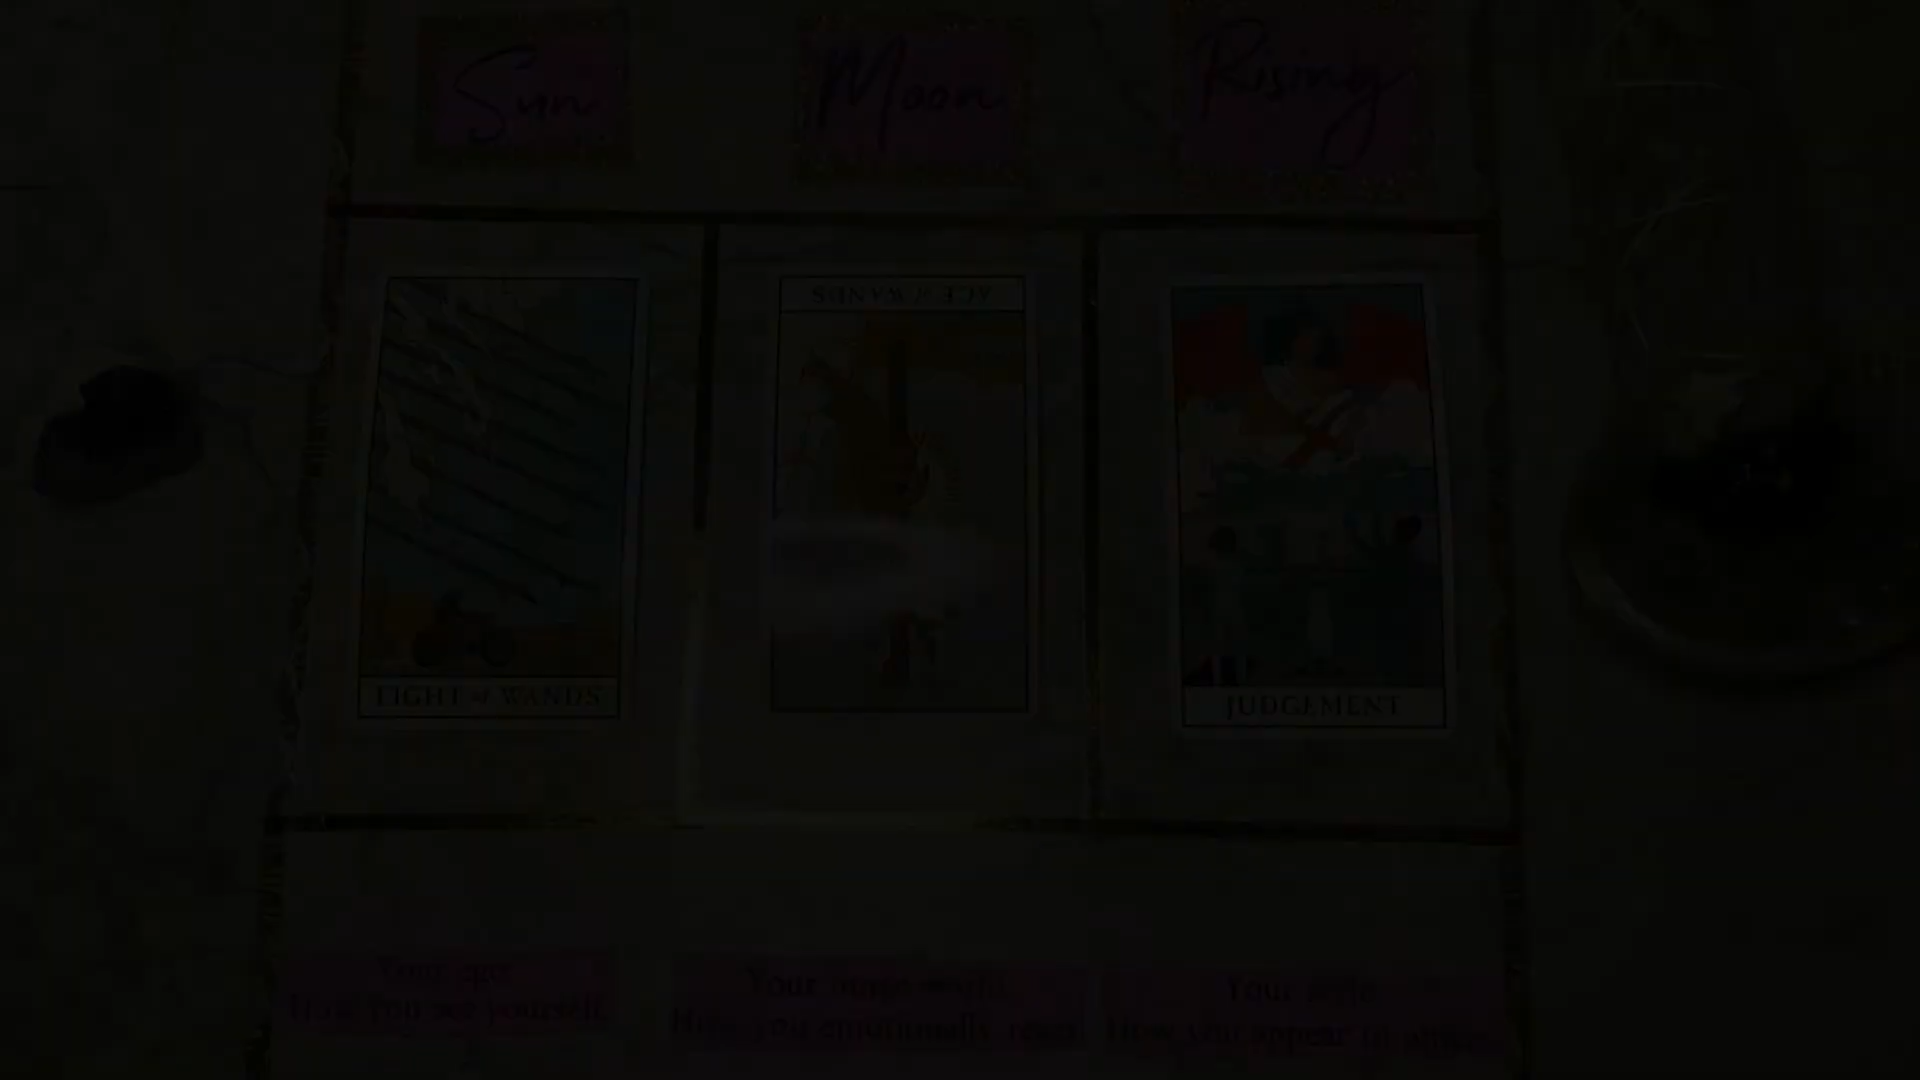 Sun
Moon
Rising
ACE of WANDS
EIGHT of WANDS
JUDGEMENT
Your ego
How you see yourself
Your inner world
How you emotionally react
Your style
How you appear to others